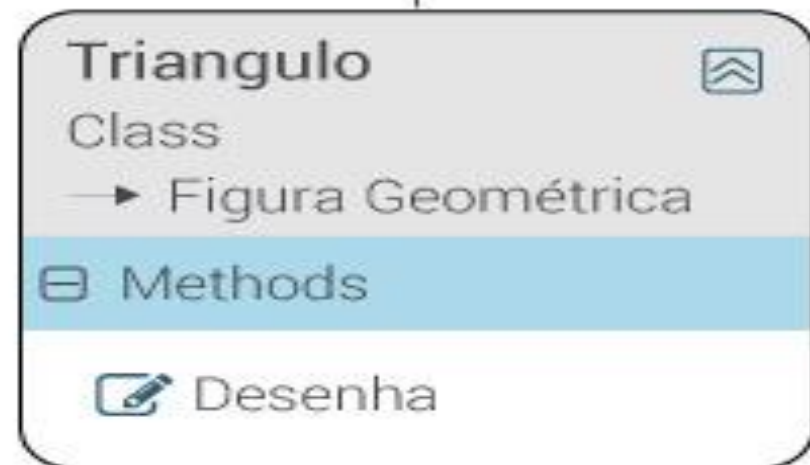 Triangulo
Class
Figura Geométrica
Methods
Desenha